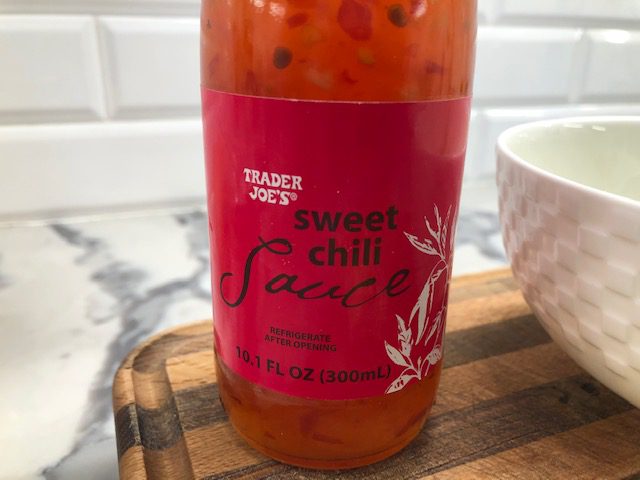 TRADER
JOE'S®
sweet
chili
Sauce
REFRIGERATE
AFTER OPENING
10.1 FL OZ (300mL)